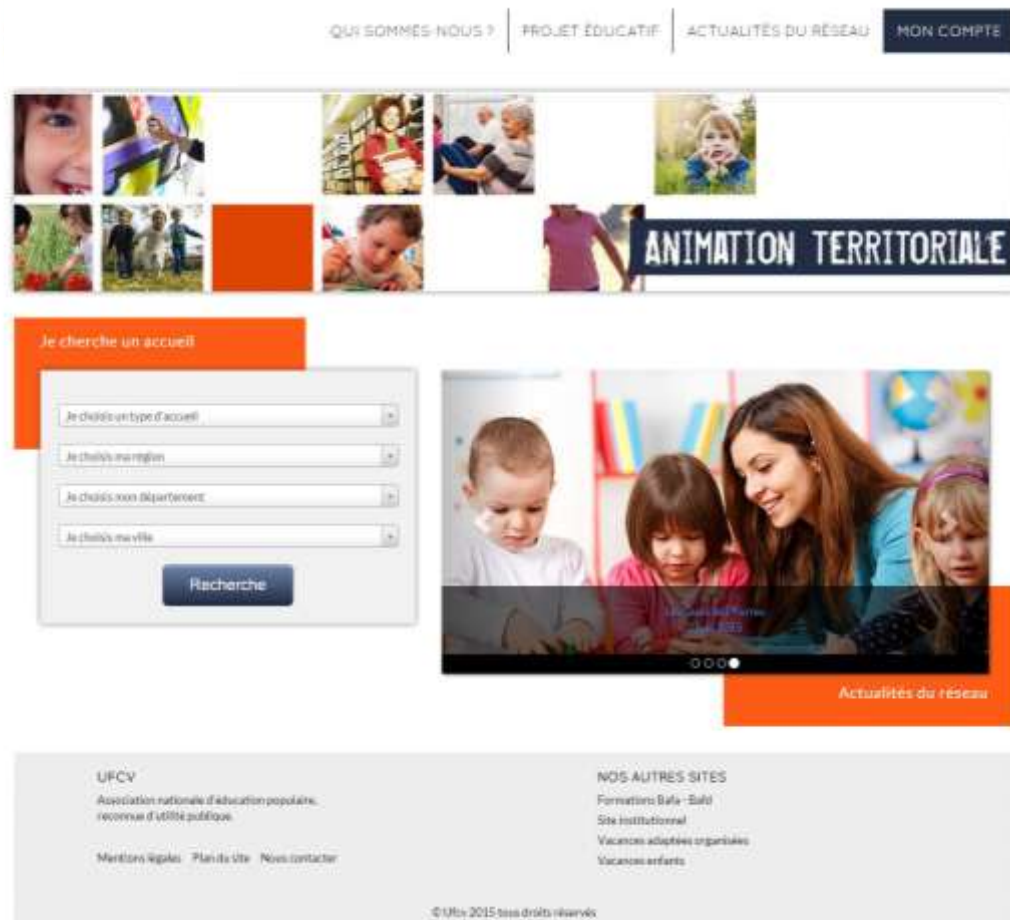 QUI SOMMES-NOUS ?
PROJET ÉDUCATIF
ACTUALITÉS DU RÉSEAU
MON COMPTE
ANIMATION TERRITORIALE
Je cherche un accueil
Je choisis un type d'accueil
Je choisis ma région
Je choisis mon département
Je choisis ma ville
Recherche
Actualités du réseau
UFCV
Association nationale d'éducation populaire,
reconnue d'utilité publique.
Mentions légales Plan du site Nous contacter
NOS AUTRES SITES
Formations Bafa - Bafd
Site institutionnel
Vacances adaptées organisées
Vacances enfants
© Ufcv 2015 tous droits réservés